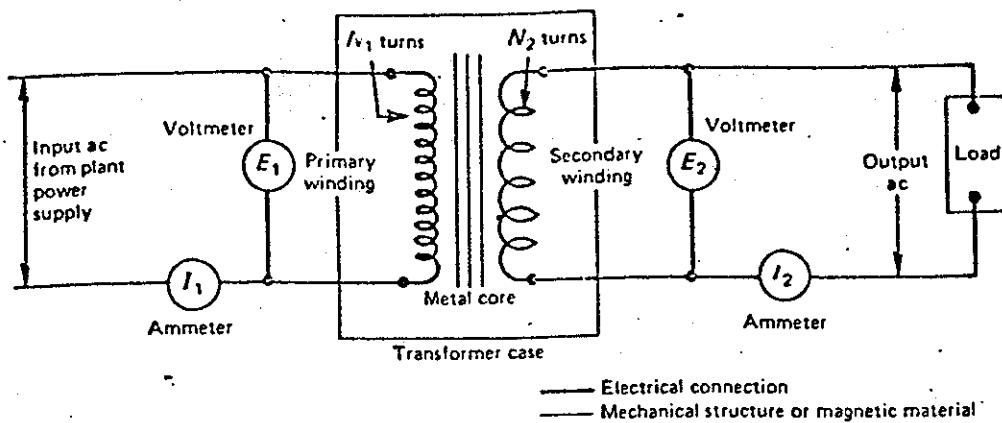 N₁ turns
N₂ turns
Input ac
from plant
power
supply
Voltmeter
E₁
Primary
winding
Secondary
winding
Voltmeter
E₂
Output
ac
Load
I₁
Ammeter
Metal core
I₂
Ammeter
Transformer case
Electrical connection
Mechanical structure or magnetic material